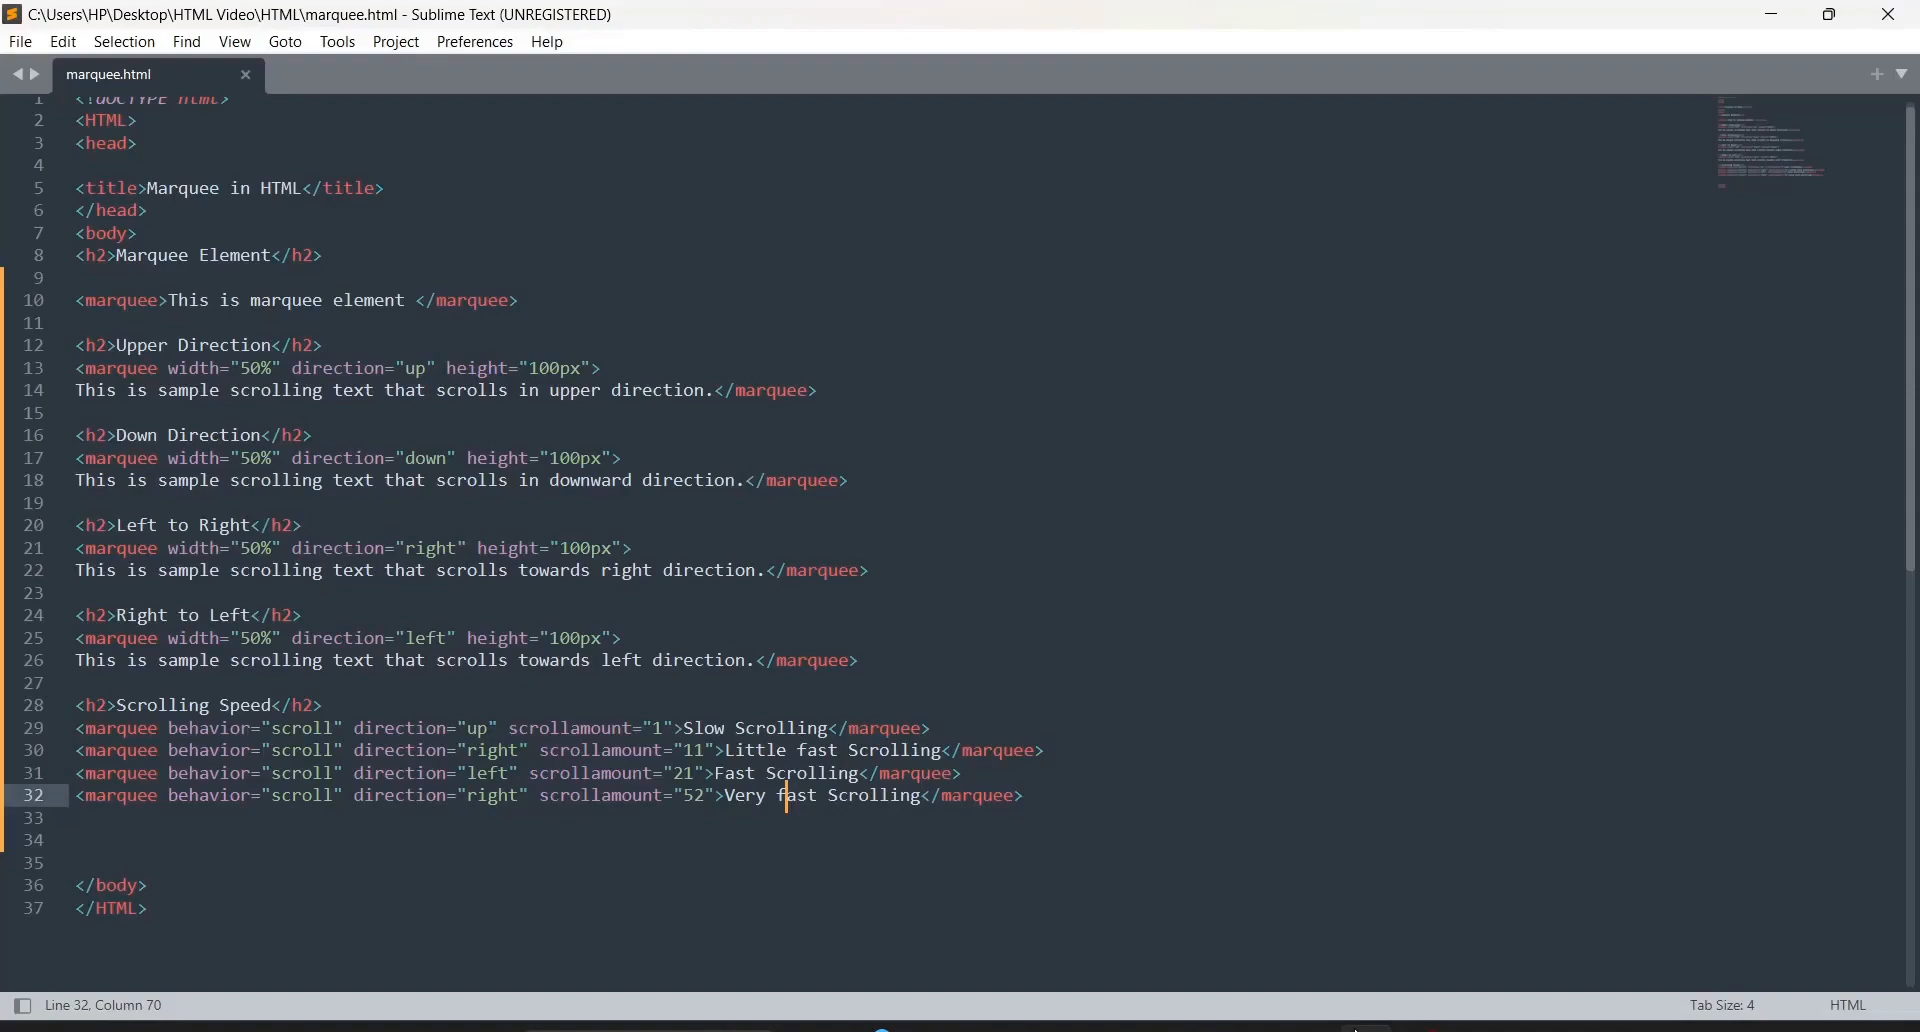 C:\Users\HP\Desktop\HTML Video\HTML\marquee.html - Sublime Text (UNREGISTERED)
File Edit Selection Find View Goto Tools Project Preferences Help
marquee.html
1 <!dOCTYPE html>
2 <HTML>
3 <head>
4
5 <title>Marquee in HTML</title>
6 </head>
7 <body>
8 <h2>Marquee Element</h2>
9
10 <marquee>This is marquee element </marquee>
11
12 <h2>Upper Direction</h2>
13 <marquee width="50%" direction="up" height="100px">
14 This is sample scrolling text that scrolls in upper direction.</marquee>
15
16 <h2>Down Direction</h2>
17 <marquee width="50%" direction="down" height="100px">
18 This is sample scrolling text that scrolls in downward direction.</marquee>
19
20 <h2>Left to Right</h2>
21 <marquee width="50%" direction="right" height="100px">
22 This is sample scrolling text that scrolls towards right direction.</marquee>
23
24 <h2>Right to Left</h2>
25 <marquee width="50%" direction="left" height="100px">
26 This is sample scrolling text that scrolls towards left direction.</marquee>
27
28 <h2>Scrolling Speed</h2>
29 <marquee behavior="scroll" direction="up" scrollamount="1">Slow Scrolling</marquee>
30 <marquee behavior="scroll" direction="right" scrollamount="11">Little fast Scrolling</marquee>
31 <marquee behavior="scroll" direction="left" scrollamount="21">Fast Scrolling</marquee>
32 <marquee behavior="scroll" direction="right" scrollamount="52">Very fast Scrolling</marquee>
33
34
35
36 </body>
37 </HTML>
Line 32, Column 70 Tab Size: 4 HTML